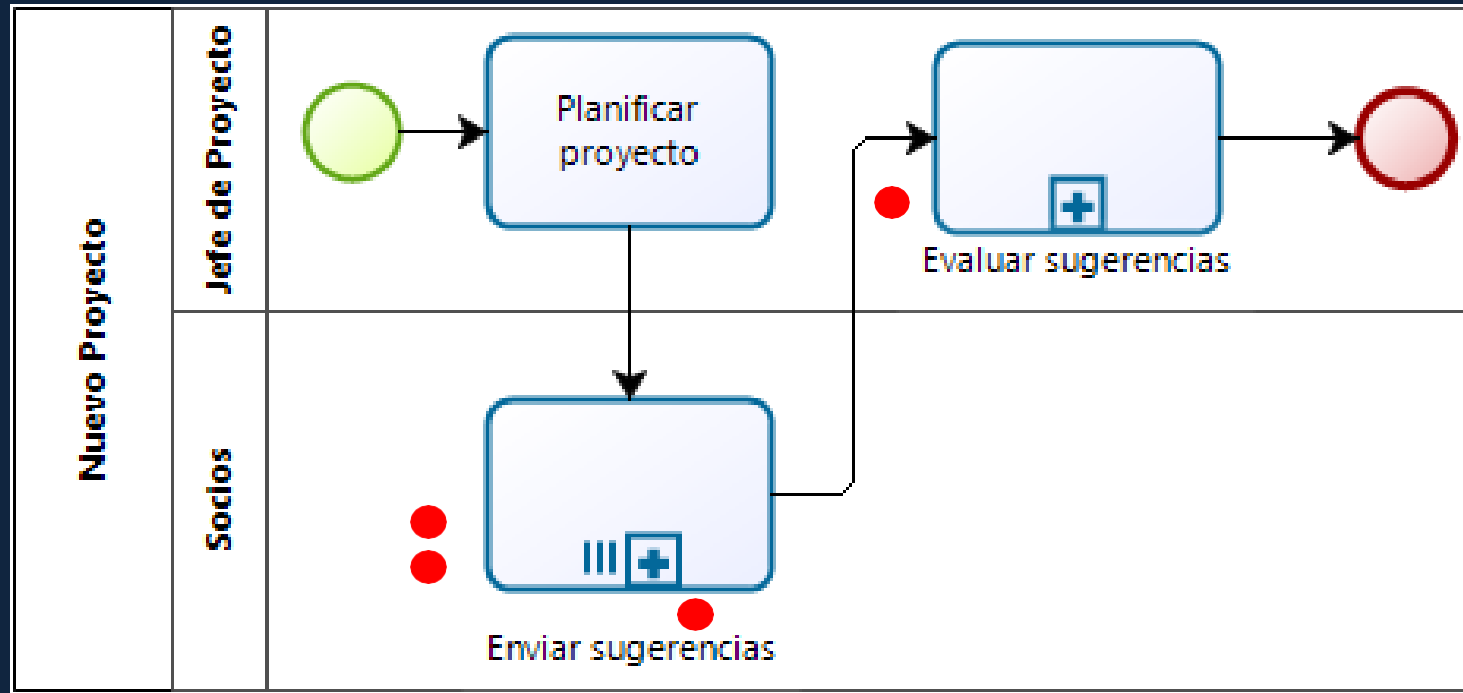 Nuevo Proyecto
Jefe de Proyecto
Planificar
proyecto
Evaluar sugerencias
Socios
Enviar sugerencias